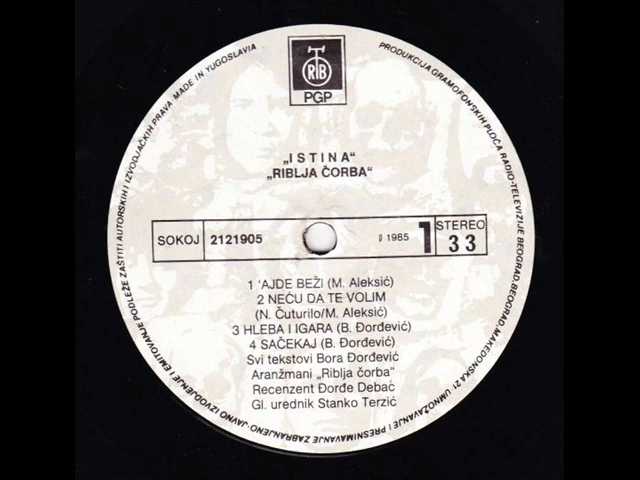 RTB
PGP
„ISTINA“
„RIBLJA ČORBA“
SOKOJ 2121905 ℗ 1985 1 STEREO 33
1 'AJDE BEŽI (M. Aleksić)
2 NEĆU DA TE VOLIM
(N. Čuturilo/M. Aleksić)
3 HLEBA I IGARA (B. Đorđević)
4 SAČEKAJ (B. Đorđević)
Svi tekstovi Bora Đorđević
Aranžmani „Riblja čorba“
Recenzent Đorđe Debač
Gl. urednik Stanko Terzić
PRODUKCIJA GRAMOFONSKIH PLOČA RADIO-TELEVIZIJE BEOGRAD, BEOGRAD, MAKEDONSKA 21 UMNOŽAVANJE I PRESNIMAVANJE ZABRANJENO-JAVNO IZVODJENJE I EMITOVANJE PODLEŽE ZAŠTITI AUTORSKIH I IZVODJAČKIH PRAVA MADE IN YUGOSLAVIA